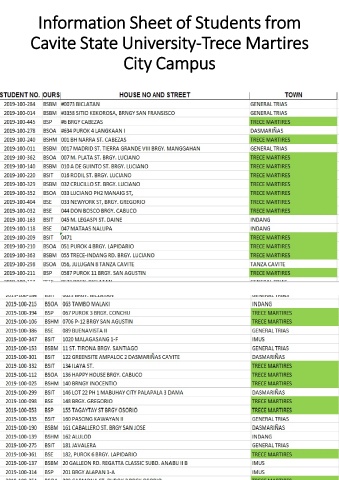 Information Sheet of Students from
Cavite State University-Trece Martires
City Campus
STUDENT NO. OURS HOUSE NO AND STREET TOWN
2019-100-264 BSBM #0073 BICLATAN GENERAL TRIAS
2019-100-014 BSBM #3358 SITIO KEKOROSA, BRNGY SAN FRANSISCO GENERAL TRIAS
2019-100-445 BSP #6 BRGY CABEZAS TRECE MARTIRES
2019-100-278 BSOA #834 PUROK 4 LANGKAAN I DASMARIÑAS
2019-100-240 BSHM 001 BH NARRA ST. CABEZAS TRECE MARTIRES
2019-100-011 BSBM 0017 MADRID ST. TIERRA GRANDE VIII BRGY. MANGGAHAN GENERAL TRIAS
2019-100-362 BSOA 007 M. PLATA ST. BRGY. LUCIANO TRECE MARTIRES
2019-100-140 BSBM 010 A DE GUINTO ST. BRGY. LUCIANO TRECE MARTIRES
2019-100-220 BSIT 018 RODIL ST. BRGY. LUCIANO TRECE MARTIRES
2019-100-329 BSBM 032 CRUCILLO ST. BRGY. LUCIANO TRECE MARTIRES
2019-100-352 BSOA 033 LUCIANO PH2 MANAIG ST, TRECE MARTIRES
2019-100-404 BSE 033 NEWYORK ST, BRGY. GREGORIO TRECE MARTIRES
2019-100-032 BSE 044 DON BOSCO BRGY. CABUCO TRECE MARTIRES
2019-100-163 BSIT 045 M. LEGASPI ST. DAINE INDANG
2019-100-118 BSE 047 MATAAS NALUPA INDANG
2019-100-209 BSIT 0471 TRECE MARTIRES
2019-100-210 BSOA 051 PUROK 4 BRGY. LAPIDARIO TRECE MARTIRES
2019-100-303 BSBM 055 TRECE-INDANG RD. BRGY. LUCIANO TRECE MARTIRES
2019-100-258 BSOA 056, JULUGAN 8 TANZA CAVITE TANZA CAVITE
2019-100-211 BSP 0587 PUROK 11 BRGY. SAN AGUSTIN TRECE MARTIRES
2019-100-213 BSOA 063 TAMBO MALAKI INDANG
2019-100-394 BSP 067 PUROK 3 BRGY. CONCHU TRECE MARTIRES
2019-100-100 BSHM 0706 P-12 BRGY SAN AGUSTIN TRECE MARTIRES
2019-100-386 BSE 089 BUENAVISTA II GENERAL TRIAS
2019-100-347 BSIT 1020 MALAGASANG 1-F IMUS
2019-100-153 BSBM 11 ST. TIRONA BRGY. SANTIAGO GENERAL TRIAS
2019-100-301 BSIT 122 GREENSITE AMPALOC 2 DASMARIÑAS CAVITE DASMARIÑAS
2019-100-332 BSIT 134 ILAYA ST. TRECE MARTIRES
2019-100-112 BSOA 136 HAPPY HOUSE BRGY. CABUCO TRECE MARTIRES
2019-100-025 BSHM 140 BRNGY INOCENTIO TRECE MARTIRES
2019-100-299 BSIT 146 LOT 22 PH 1 MABUHAY CITY PALAPALA 3 DAMA DASMARIÑAS
2019-100-098 BSE 148 BRGY. GREGORIO TRECE MARTIRES
2019-100-053 BSP 155 TAGAYTAY ST BRGY OSORIO TRECE MARTIRES
2019-100-335 BSIT 160 PASCONG KAWAYAN II GENERAL TRIAS
2019-100-190 BSBM 161 CABALLERO ST. BRGY SAN JOSE DASMARIÑAS
2019-100-139 BSHM 162 ALULOD INDANG
2019-100-275 BSIT 181 JAVALERA GENERAL TRIAS
2019-100-361 BSE 182, PUROK 6 BRGY. LAPIDARIO TRECE MARTIRES
2019-100-137 BSBM 20 GALLEON RD. REGATTA CLASSIC SUBD. ANABU II B IMUS
2019-100-314 BSP 201 BRGY ALAPAN 3-A IMUS